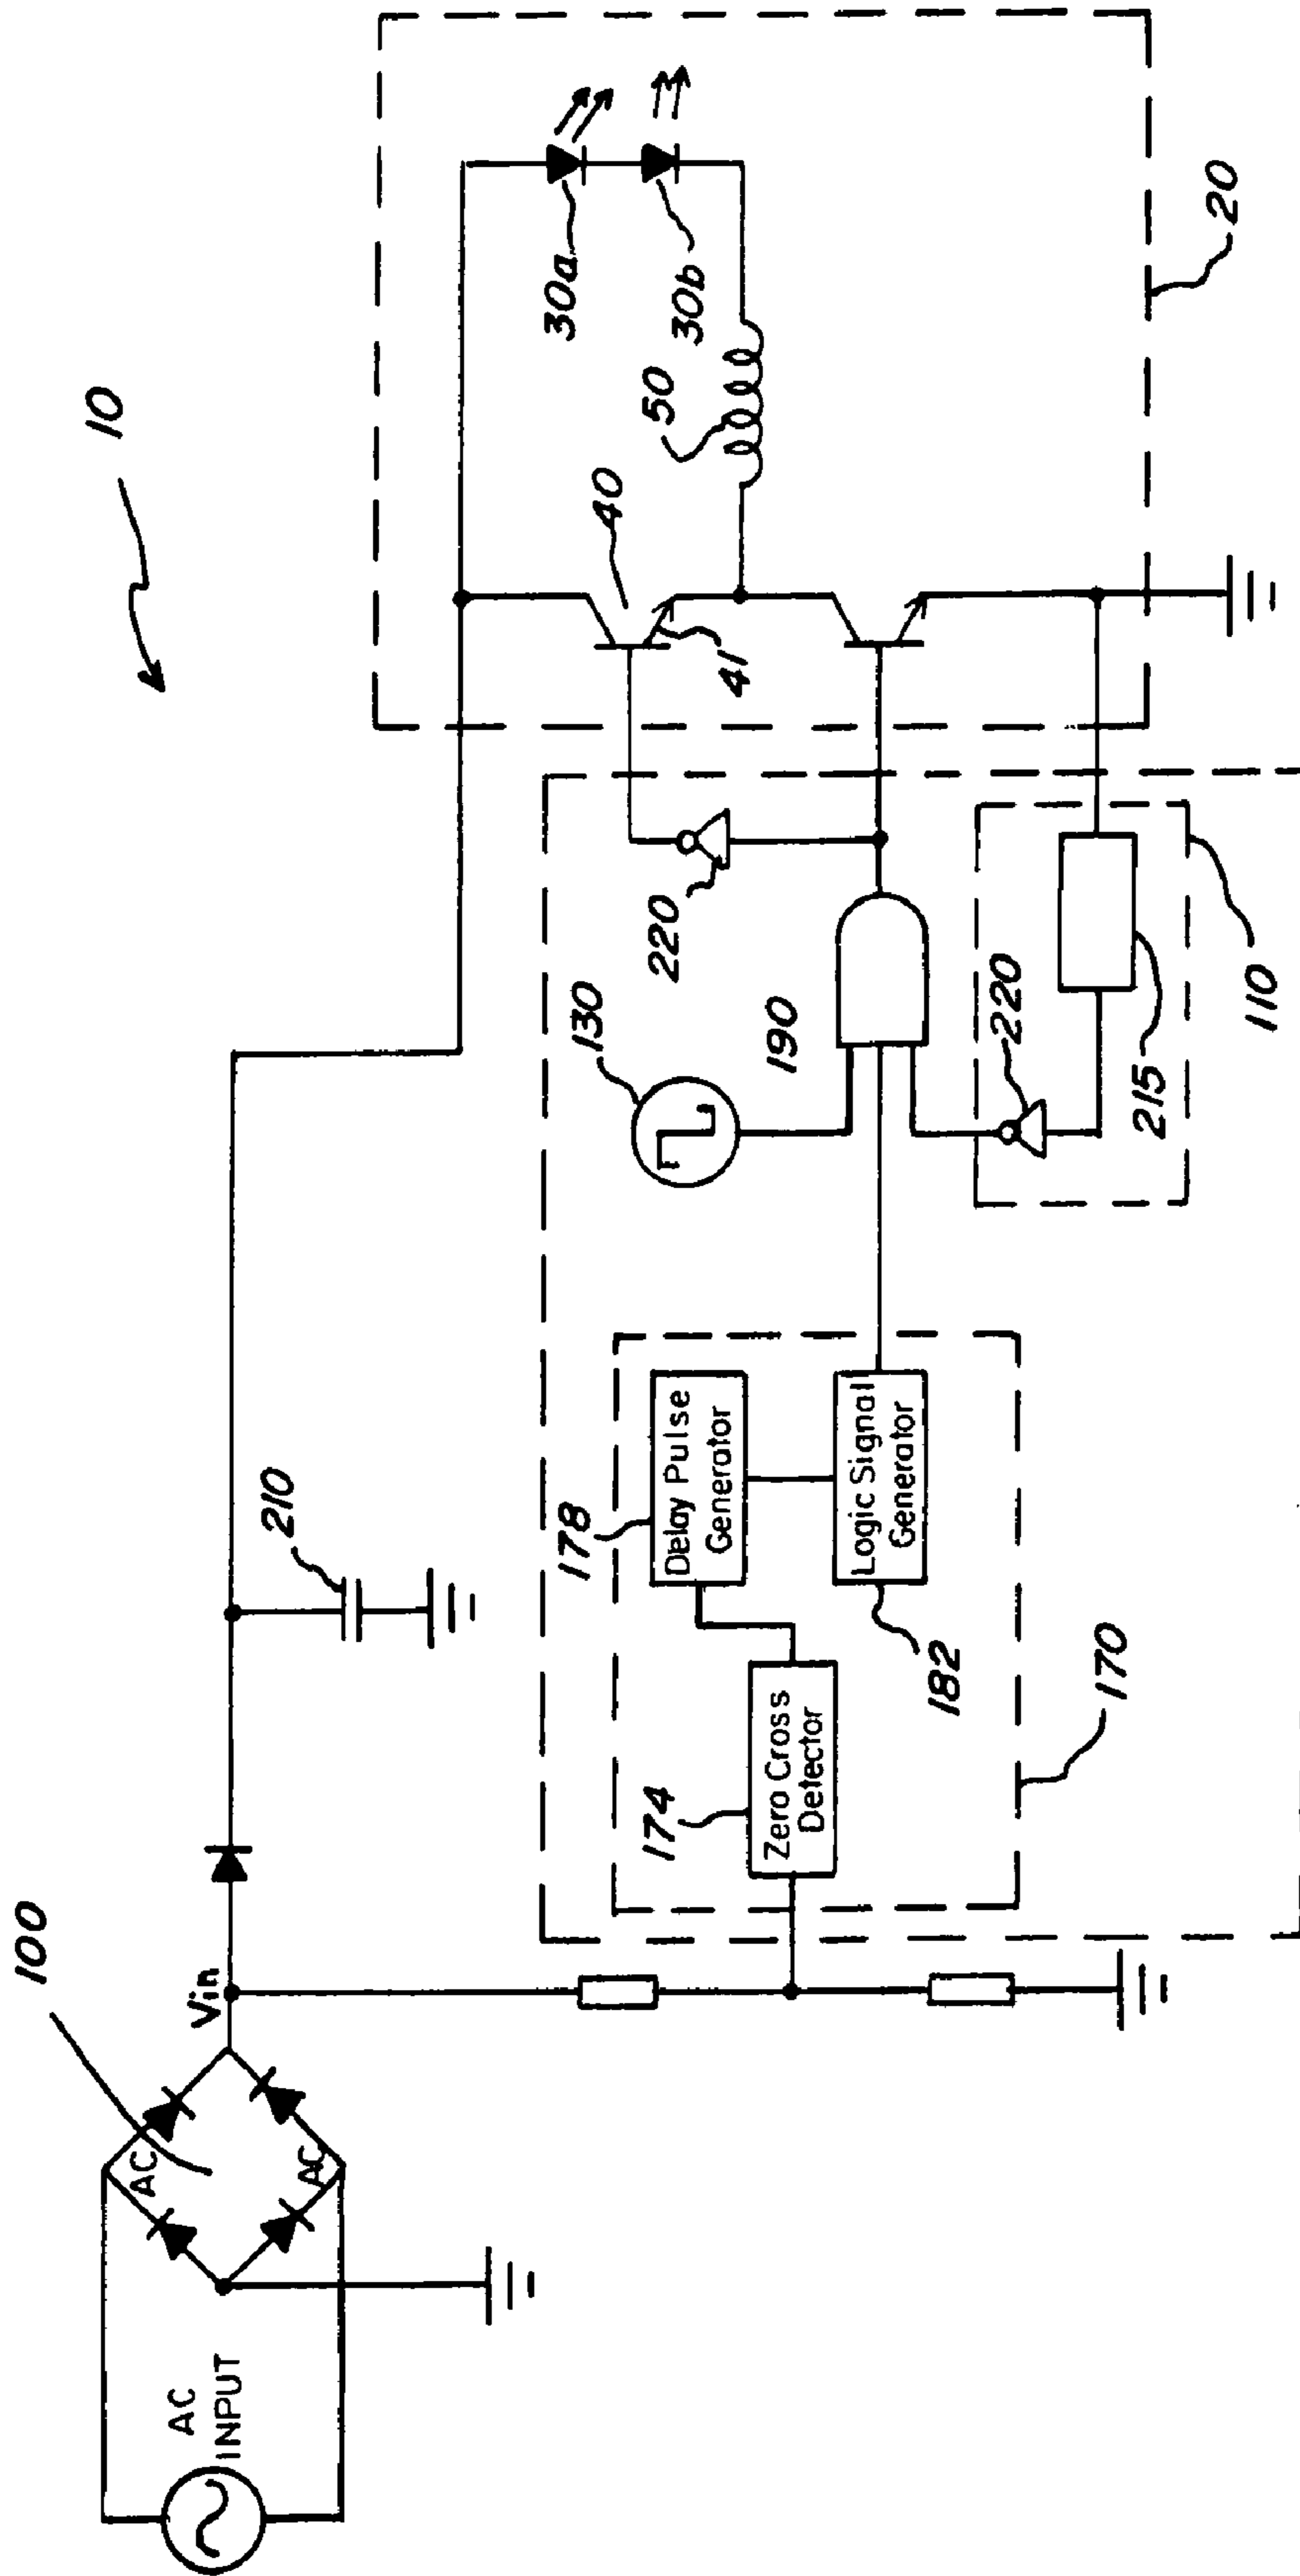 10
100
AC
INPUT
AC
AC
Vin
210
40
41
50
30a
30b
20
220
130
190
178
Delay Pulse
Generator
174
Zero Cross
Detector
Logic Signal
Generator
182
170
220
215
110